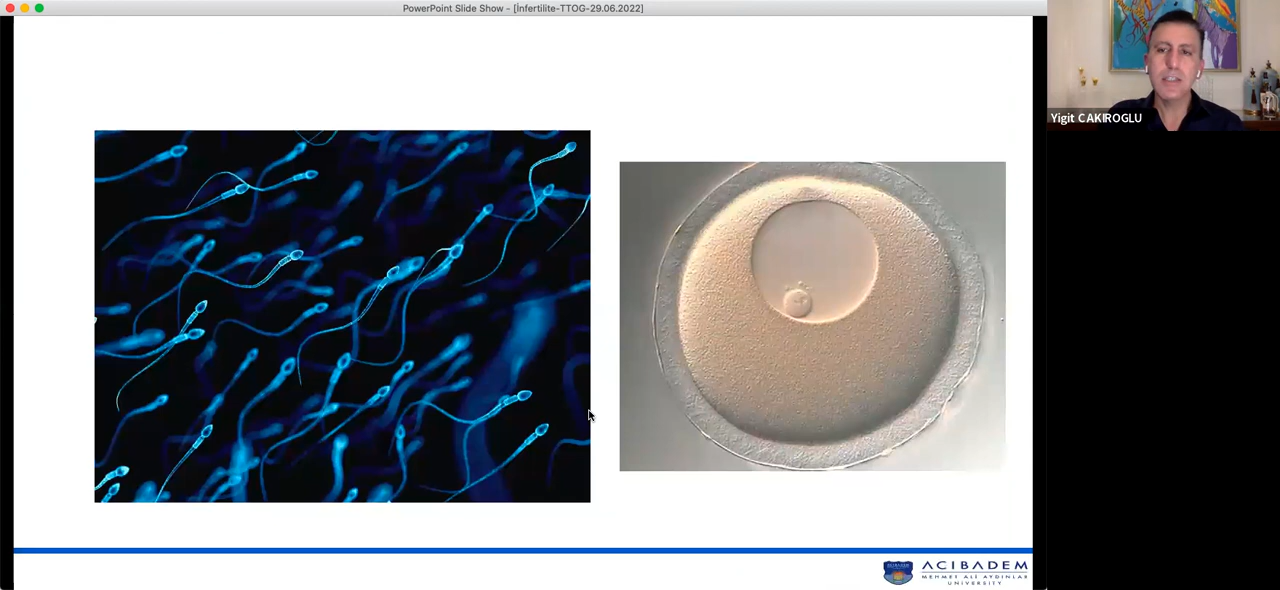 PowerPoint Slide Show - [İnfertilite-TTOG-29.06.2022]
Yigit CAKIROGLU
ACIBADEM
MEHMET ALİ AYDINLAR
UNIVERSITY